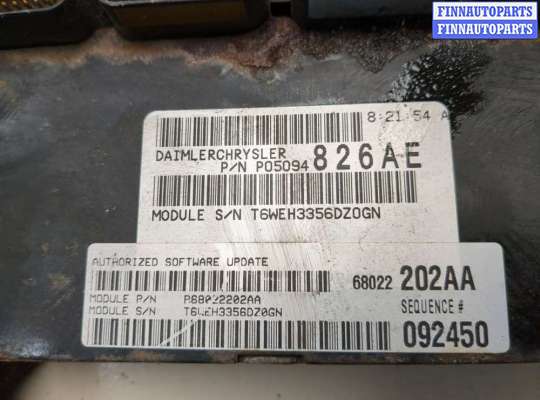 FINNAUTOPARTS
FINNAUTOPARTS
8:21:54 A
DAIMLERCHRYSLER
P/N P05094 826AE
MODULE S/N T6WEH3356DZ0GN
AUTHORIZED SOFTWARE UPDATE
68022 202AA
MODULE P/N P68022202AA
SEQUENCE #
MODULE S/N T6WEH3356DZ0GN
092450